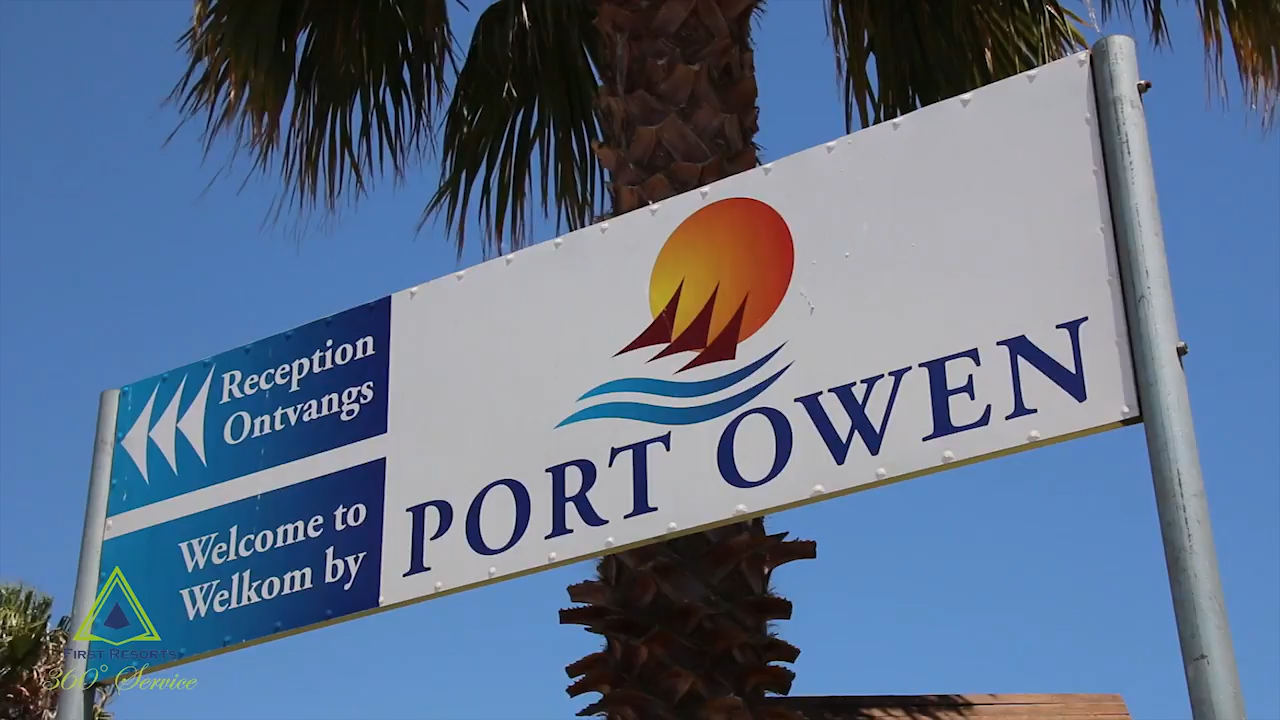 Reception
Ontvangs
Welcome to
Welkom by
PORT OWEN
FIRST RESORTS
360° Service